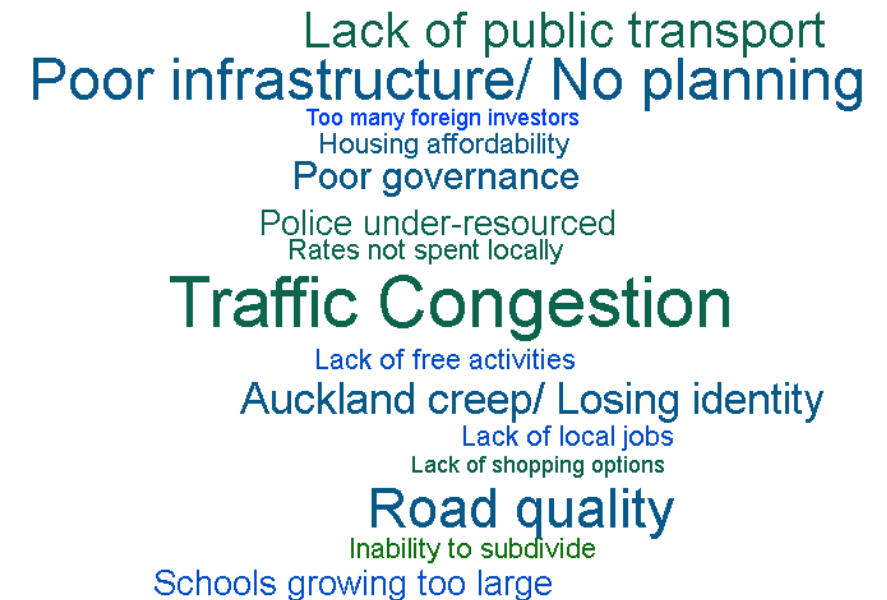 Lack of public transport
Poor infrastructure/ No planning
Too many foreign investors
Housing affordability
Poor governance
Police under-resourced
Rates not spent locally
Traffic Congestion
Lack of free activities
Auckland creep/ Losing identity
Lack of local jobs
Lack of shopping options
Road quality
Inability to subdivide
Schools growing too large